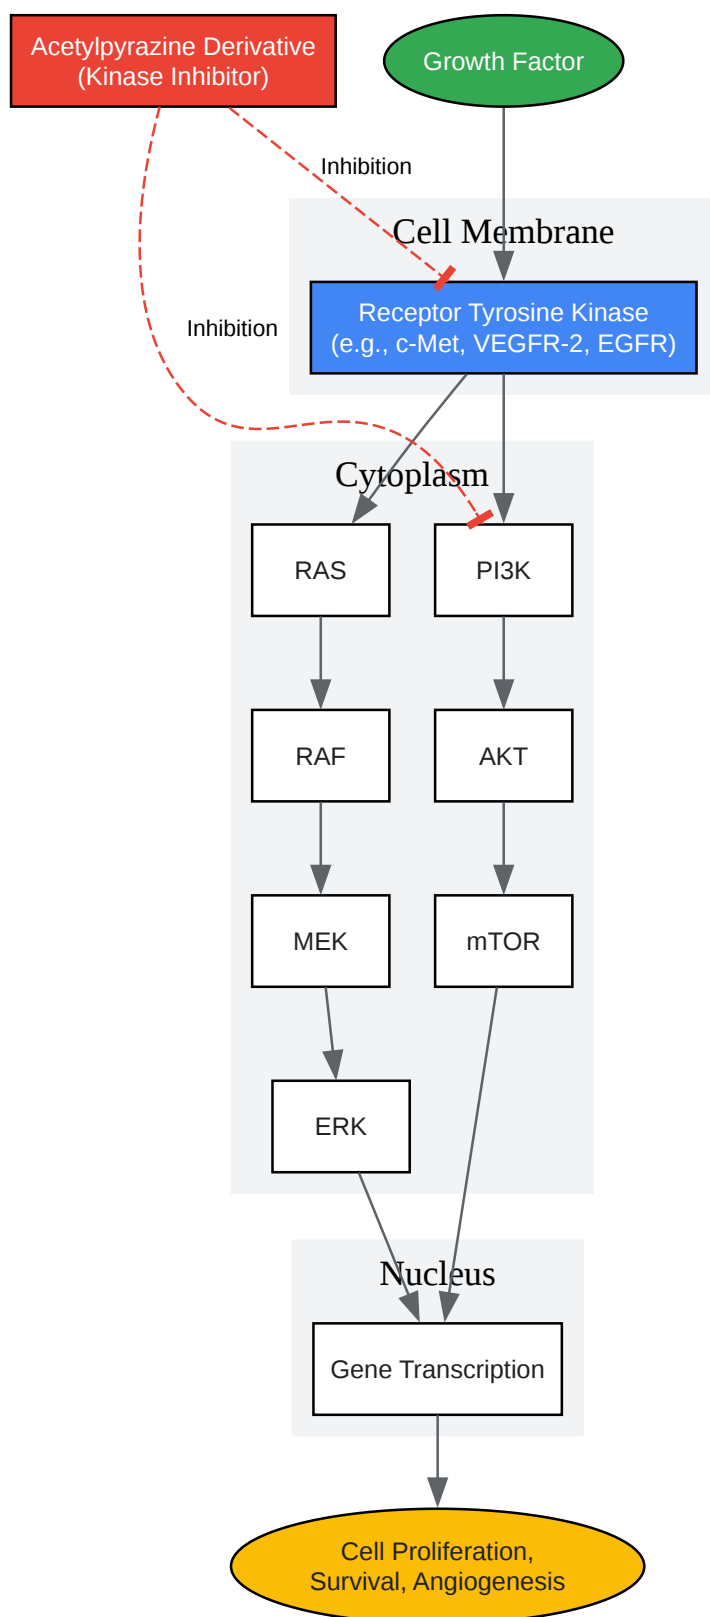 Acetylpyrazine Derivative
(Kinase Inhibitor)
Growth Factor
Inhibition
Cell Membrane
Receptor Tyrosine Kinase
(e.g., c-Met, VEGFR-2, EGFR)
Inhibition
Cytoplasm
RAS
PI3K
RAF
AKT
MEK
mTOR
ERK
Nucleus
Gene Transcription
Cell Proliferation,
Survival, Angiogenesis